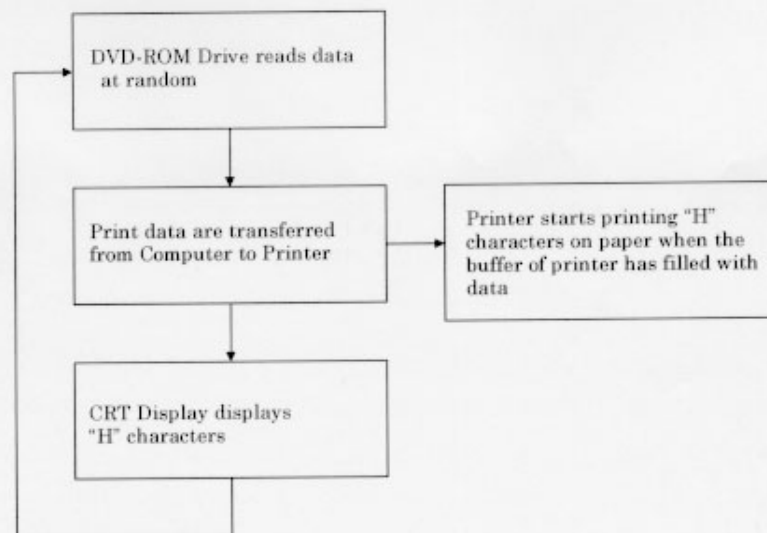 DVD-ROM Drive reads data
at random
Print data are transferred
from Computer to Printer
Printer starts printing “H”
characters on paper when the
buffer of printer has filled with
data
CRT Display displays
“H” characters